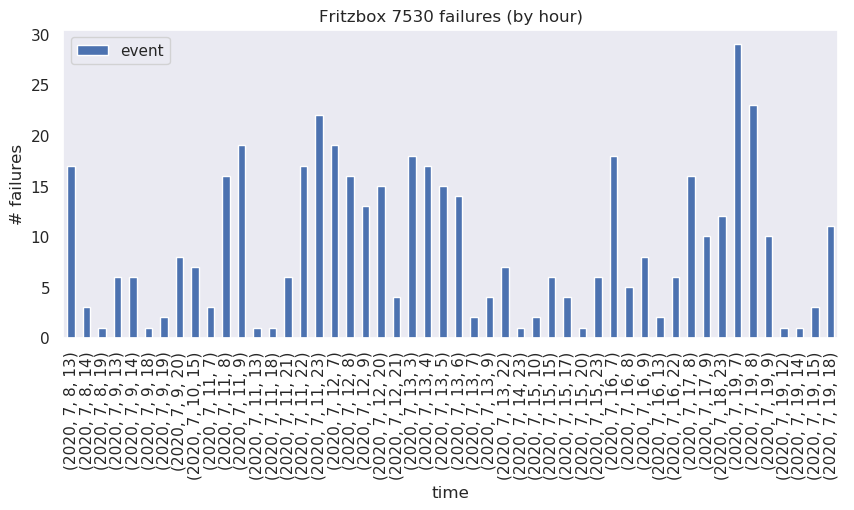 Fritzbox 7530 failures (by hour)
event
# failures
30
25
20
15
10
5
0
(2020, 7, 8, 13)
(2020, 7, 8, 14)
(2020, 7, 8, 19)
(2020, 7, 9, 13)
(2020, 7, 9, 14)
(2020, 7, 9, 18)
(2020, 7, 9, 19)
(2020, 7, 9, 20)
(2020, 7, 10, 15)
(2020, 7, 11, 7)
(2020, 7, 11, 8)
(2020, 7, 11, 9)
(2020, 7, 11, 13)
(2020, 7, 11, 18)
(2020, 7, 11, 21)
(2020, 7, 11, 22)
(2020, 7, 11, 23)
(2020, 7, 12, 7)
(2020, 7, 12, 8)
(2020, 7, 12, 9)
(2020, 7, 12, 20)
(2020, 7, 12, 21)
(2020, 7, 13, 3)
(2020, 7, 13, 4)
(2020, 7, 13, 5)
(2020, 7, 13, 6)
(2020, 7, 13, 7)
(2020, 7, 13, 9)
(2020, 7, 13, 22)
(2020, 7, 14, 23)
(2020, 7, 15, 10)
(2020, 7, 15, 15)
(2020, 7, 15, 17)
(2020, 7, 15, 20)
(2020, 7, 15, 23)
(2020, 7, 16, 7)
(2020, 7, 16, 8)
(2020, 7, 16, 9)
(2020, 7, 16, 13)
(2020, 7, 16, 22)
(2020, 7, 17, 8)
(2020, 7, 17, 9)
(2020, 7, 18, 23)
(2020, 7, 19, 7)
(2020, 7, 19, 8)
(2020, 7, 19, 9)
(2020, 7, 19, 12)
(2020, 7, 19, 14)
(2020, 7, 19, 15)
(2020, 7, 19, 18)
time